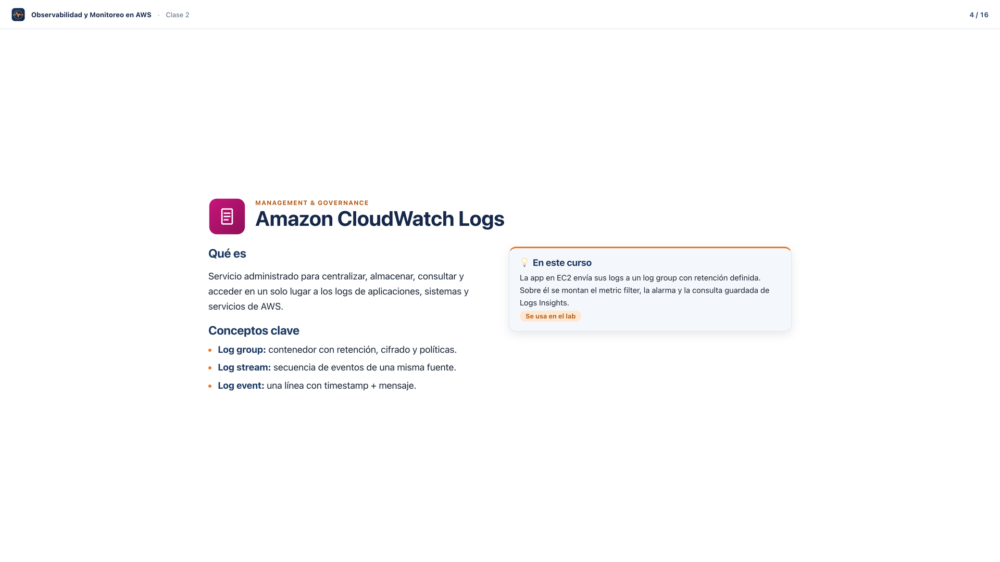 Observabilidad y Monitoreo en AWS · Clase 2
4 / 16
MANAGEMENT & GOVERNANCE
Amazon CloudWatch Logs
Qué es
Servicio administrado para centralizar, almacenar, consultar y
acceder en un solo lugar a los logs de aplicaciones, sistemas y
servicios de AWS.
Conceptos clave
• Log group: contenedor con retención, cifrado y políticas.
• Log stream: secuencia de eventos de una misma fuente.
• Log event: una línea con timestamp + mensaje.
💡 En este curso
La app en EC2 envía sus logs a un log group con retención definida.
Sobre él se montan el metric filter, la alarma y la consulta guardada de
Logs Insights.
Se usa en el lab